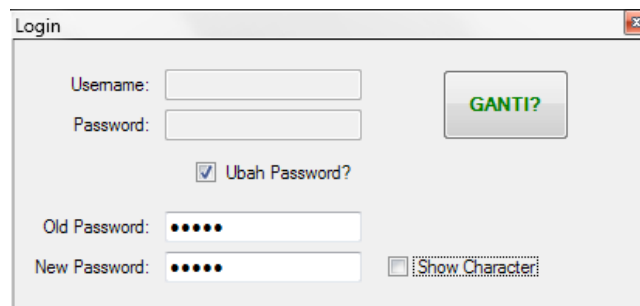 Login
Username:
GANTI?
Password:
Ubah Password?
Old Password: •••••
New Password: •••••
Show Character